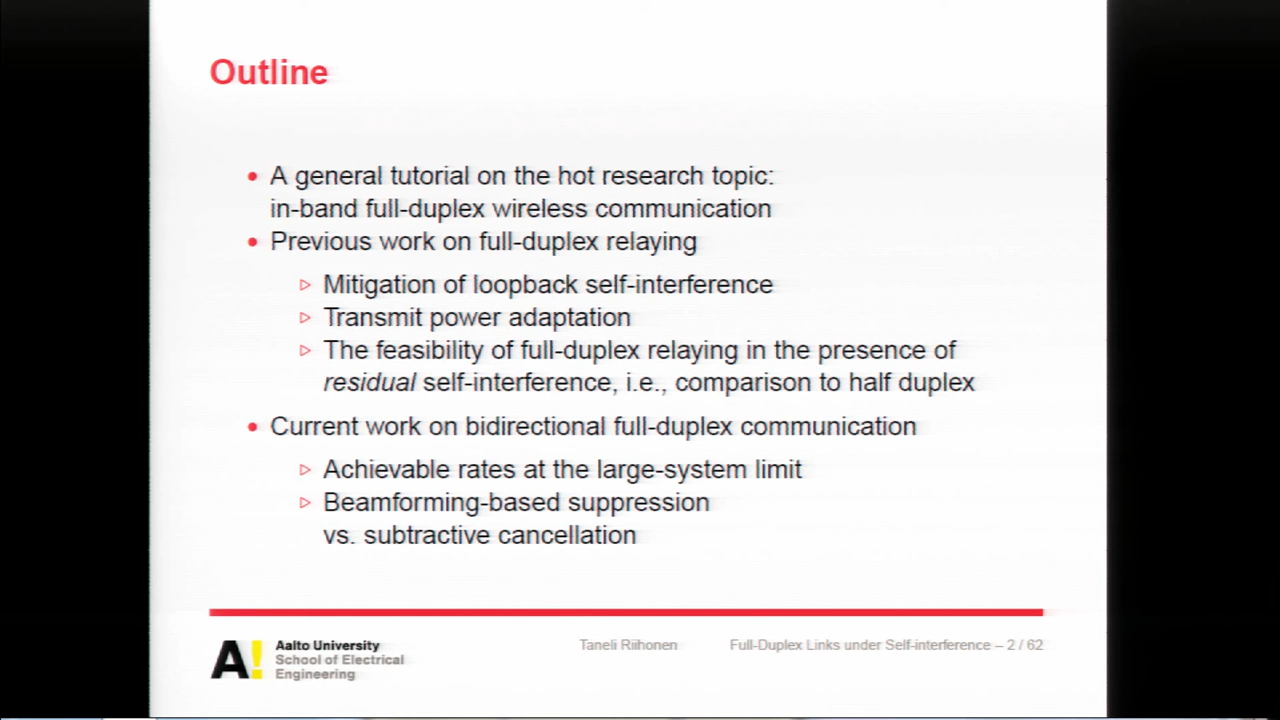 Outline
• A general tutorial on the hot research topic:
in-band full-duplex wireless communication
• Previous work on full-duplex relaying
▷ Mitigation of loopback self-interference
▷ Transmit power adaptation
▷ The feasibility of full-duplex relaying in the presence of
residual self-interference, i.e., comparison to half duplex
• Current work on bidirectional full-duplex communication
▷ Achievable rates at the large-system limit
▷ Beamforming-based suppression
vs. subtractive cancellation
A! Aalto University
School of Electrical
Engineering
Taneli Riihonen
Full-Duplex Links under Self-interference – 2 / 62